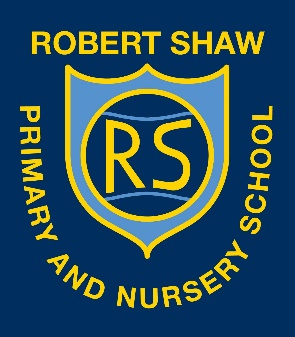 ROBERT SHAW
RS
PRIMARY AND NURSERY SCHOOL